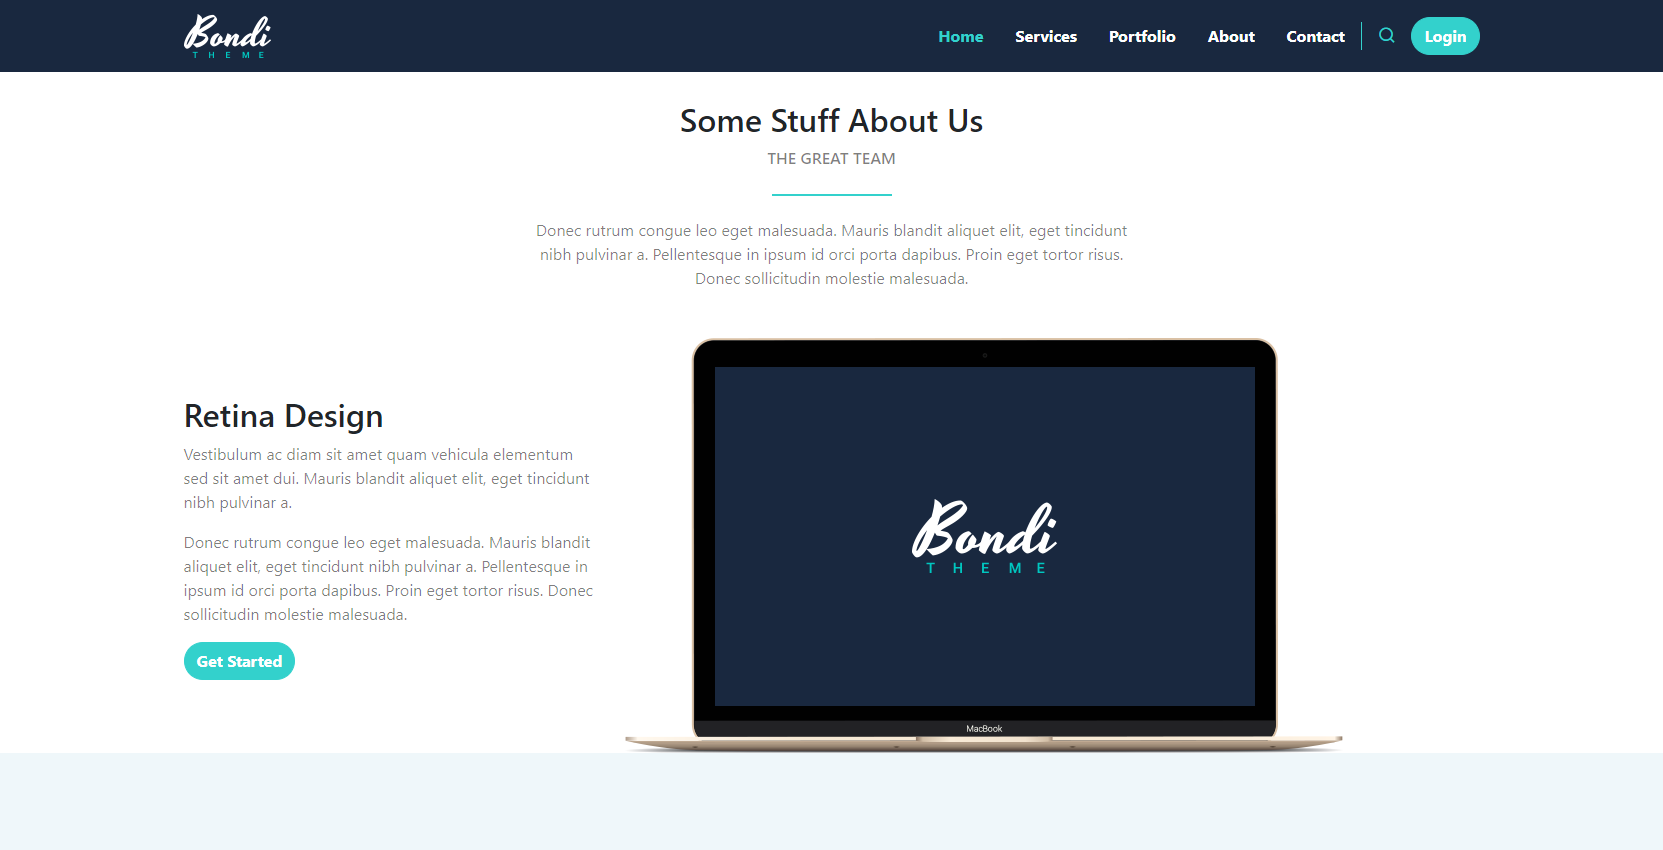 Bondi
THEME
Home Services Portfolio About Contact Login
Some Stuff About Us
THE GREAT TEAM
Donec rutrum congue leo eget malesuada. Mauris blandit aliquet elit, eget tincidunt
nibh pulvinar a. Pellentesque in ipsum id orci porta dapibus. Proin eget tortor risus.
Donec sollicitudin molestie malesuada.
Retina Design
Vestibulum ac diam sit amet quam vehicula elementum
sed sit amet dui. Mauris blandit aliquet elit, eget tincidunt
nibh pulvinar a.
Donec rutrum congue leo eget malesuada. Mauris blandit
aliquet elit, eget tincidunt nibh pulvinar a. Pellentesque in
ipsum id orci porta dapibus. Proin eget tortor risus. Donec
sollicitudin molestie malesuada.
Get Started
Bondi
THEME
MacBook